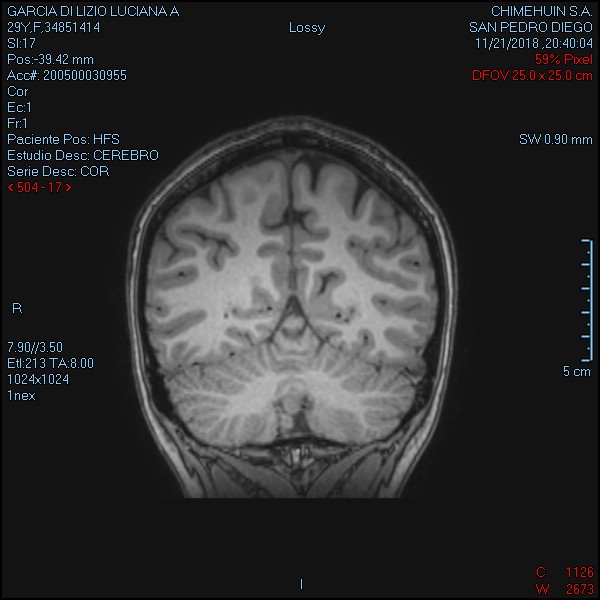 GARCIA DI LIZIO LUCIANA A
29Y,F,34851414
Sl:17
Pos:-39.42 mm
Acc#: 200500030955
Cor
Ec:1
Fr:1
Paciente Pos: HFS
Estudio Desc: CEREBRO
Serie Desc: COR
< 504 - 17 >
Lossy
CHIMEHUIN S.A.
SAN PEDRO DIEGO
11/21/2018 ,20:40:04
59% Pixel
DFOV 25.0 x 25.0 cm
SW 0.90 mm
R
7.90//3.50
Etl:213 TA:8.00
1024x1024
1nex
5 cm
I
C 1126
W 2673